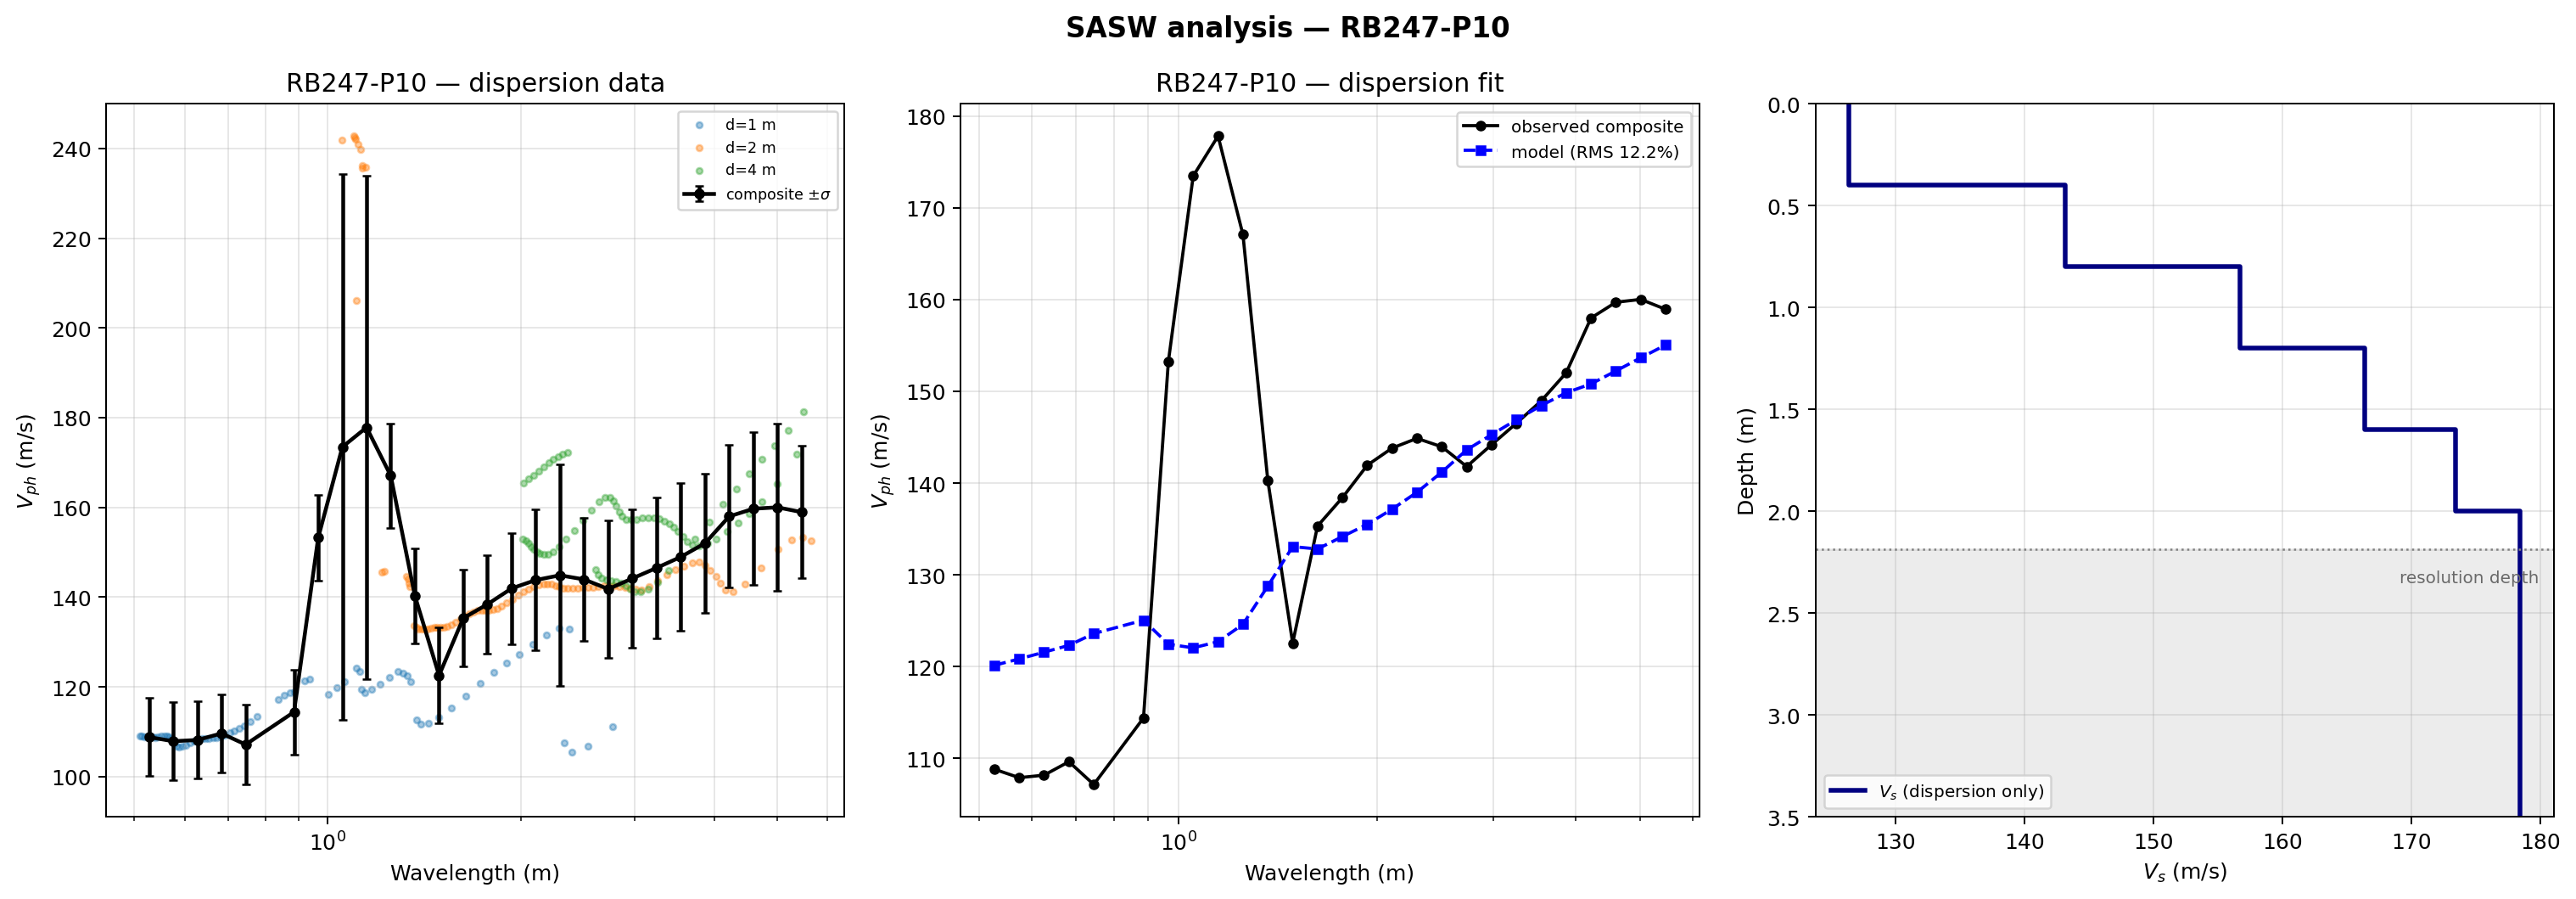 SASW analysis — RB247-P10
RB247-P10 — dispersion data
240
220
200
180
160
140
120
100
V_ph (m/s)
10^0
Wavelength (m)
d=1 m
d=2 m
d=4 m
composite ±σ
RB247-P10 — dispersion fit
180
170
160
150
140
130
120
110
V_ph (m/s)
10^0
Wavelength (m)
observed composite
model (RMS 12.2%)
0.0
0.5
1.0
1.5
2.0
2.5
3.0
3.5
Depth (m)
resolution depth
V_s (dispersion only)
130
140
150
160
170
180
V_s (m/s)